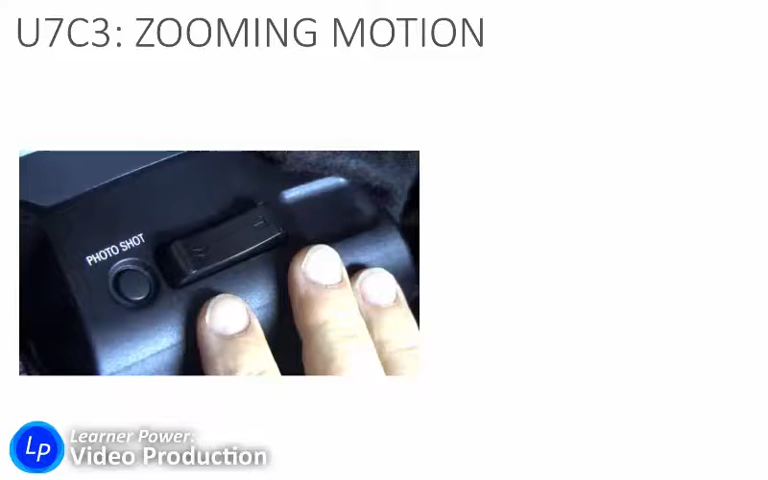 U7C3: ZOOMING MOTION
PHOTO SHOT
W T
Lp
Learner Power:
Video Production